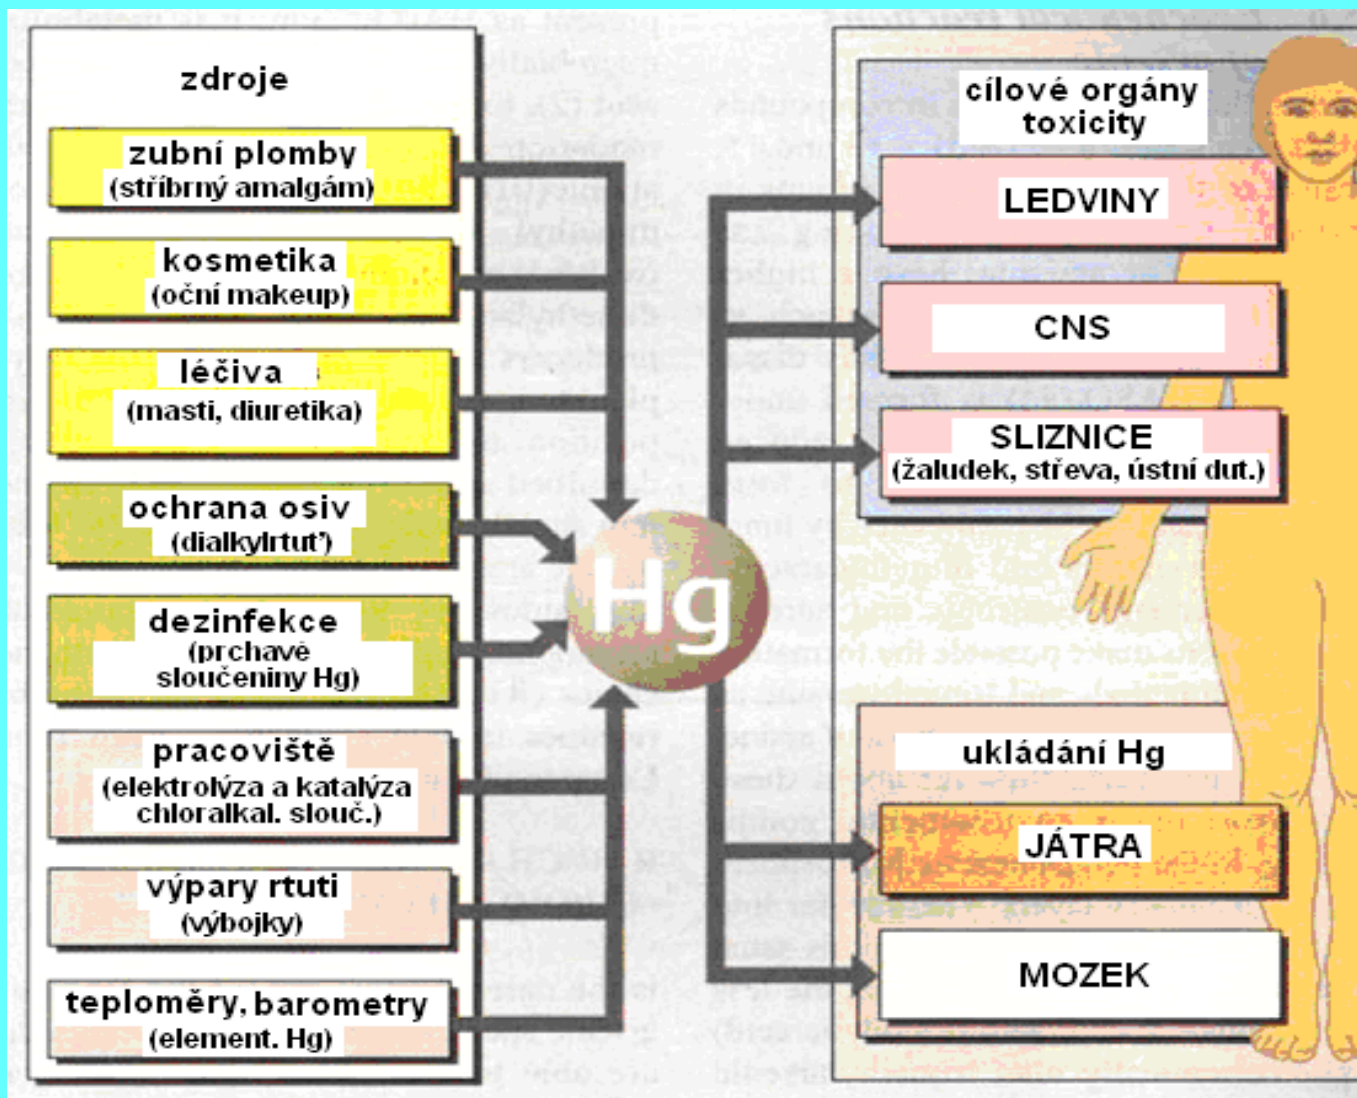 zdroje
zubní plomby
(stříbrný amalgám)
kosmetika
(oční makeup)
léčiva
(masti, diuretika)
ochrana osiv
(dialkylrtuť)
dezinfekce
(prchavé
sloučeniny Hg)
pracoviště
(elektrolýza a katalýza
chloralkal. slouč.)
výpary rtuti
(výbojky)
teploměry, barometry
(element. Hg)
Hg
cílové orgány
toxicity
LEDVINY
CNS
SLIZNICE
(žaludek, střeva, ústní dut.)
ukládání Hg
JÁTRA
MOZEK